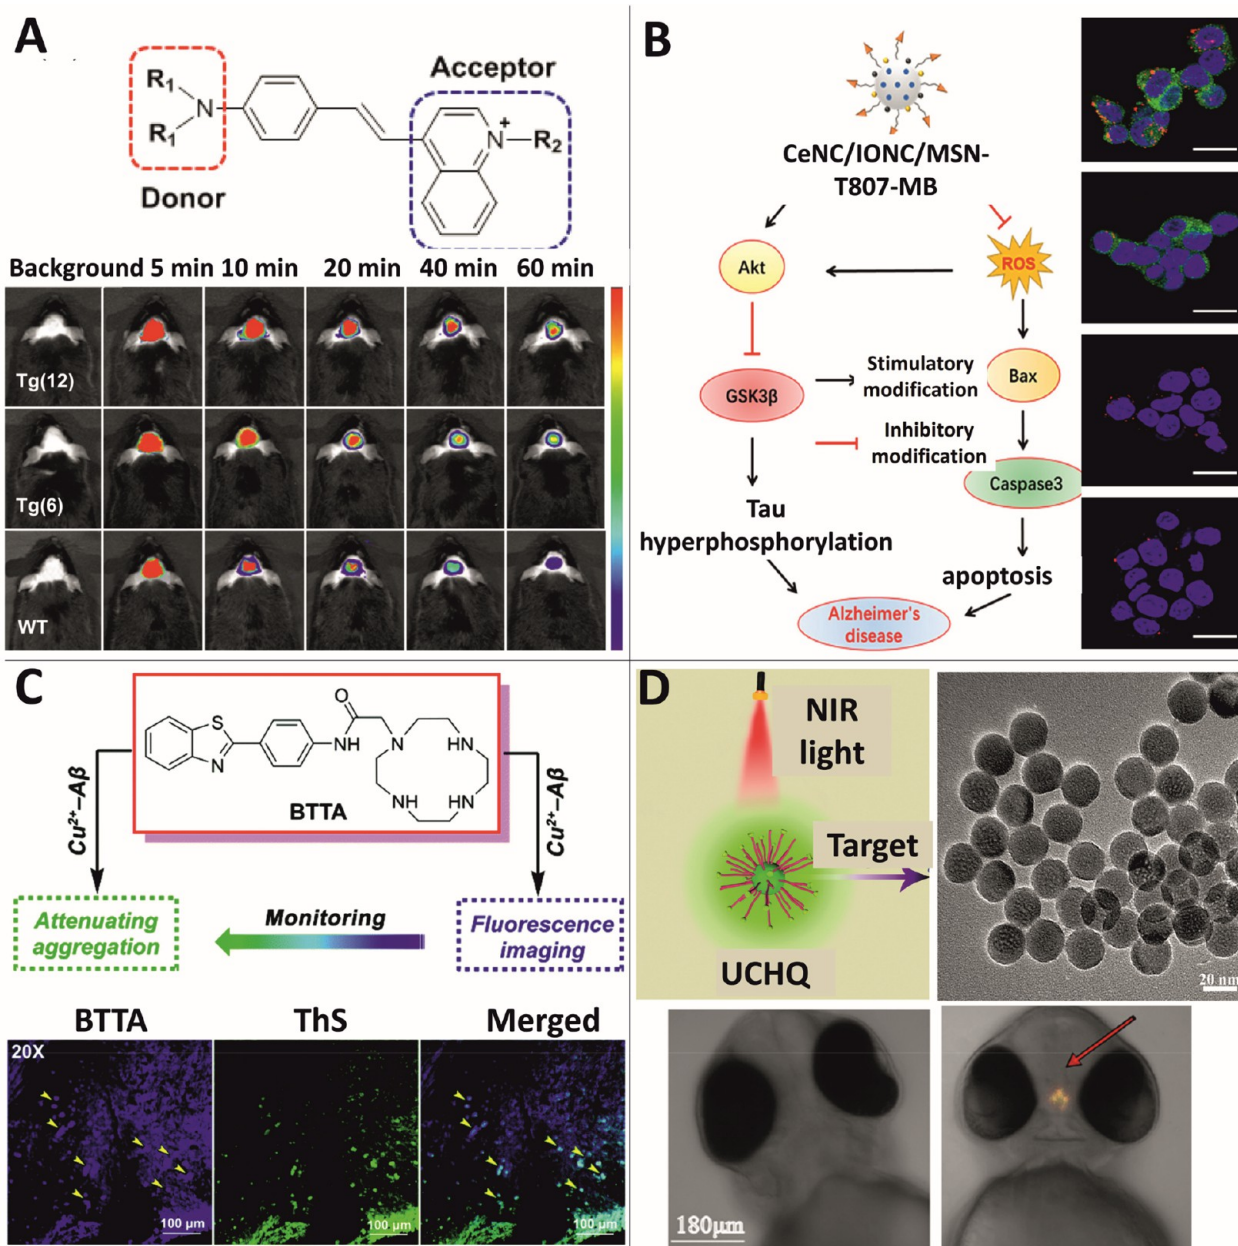 A
R1
R1
N
Donor
Acceptor
N+
R2
Background 5 min 10 min 20 min 40 min 60 min
Tg(12)
Tg(6)
WT
B
CeNC/IONC/MSN-
T807-MB
Akt
ROS
GSK3β
Stimulatory
modification
Bax
Inhibitory
modification
Caspase3
Tau
hyperphosphorylation
apoptosis
Alzheimer's
disease
C
S
N
O
NH
N
HN
NH
HN
BTTA
Cu2+–Aβ
Cu2+–Aβ
Attenuating
aggregation
Monitoring
Fluorescence
imaging
BTTA ThS Merged
20X
100 μm
100 μm
100 μm
D
NIR
light
Target
UCHQ
20 nm
180μm